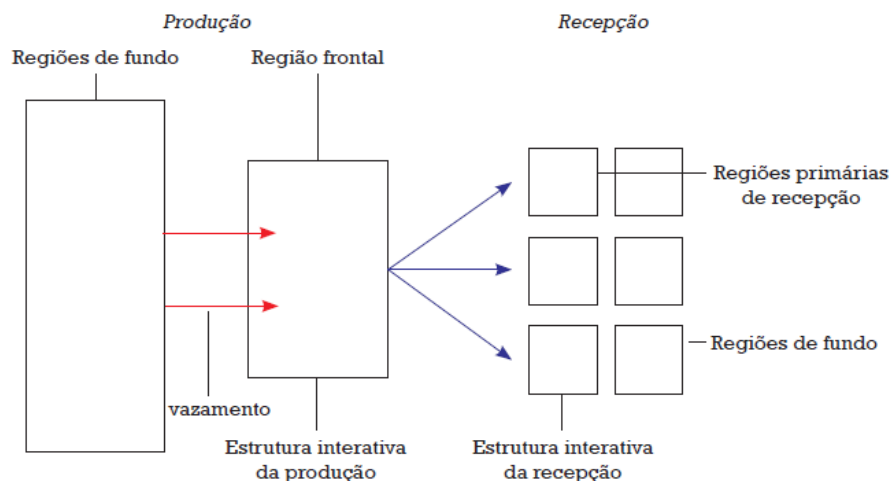 Produção
Recepção
Regiões de fundo
Região frontal
Regiões primárias
de recepção
Regiões de fundo
vazamento
Estrutura interativa
da produção
Estrutura interativa
da recepção